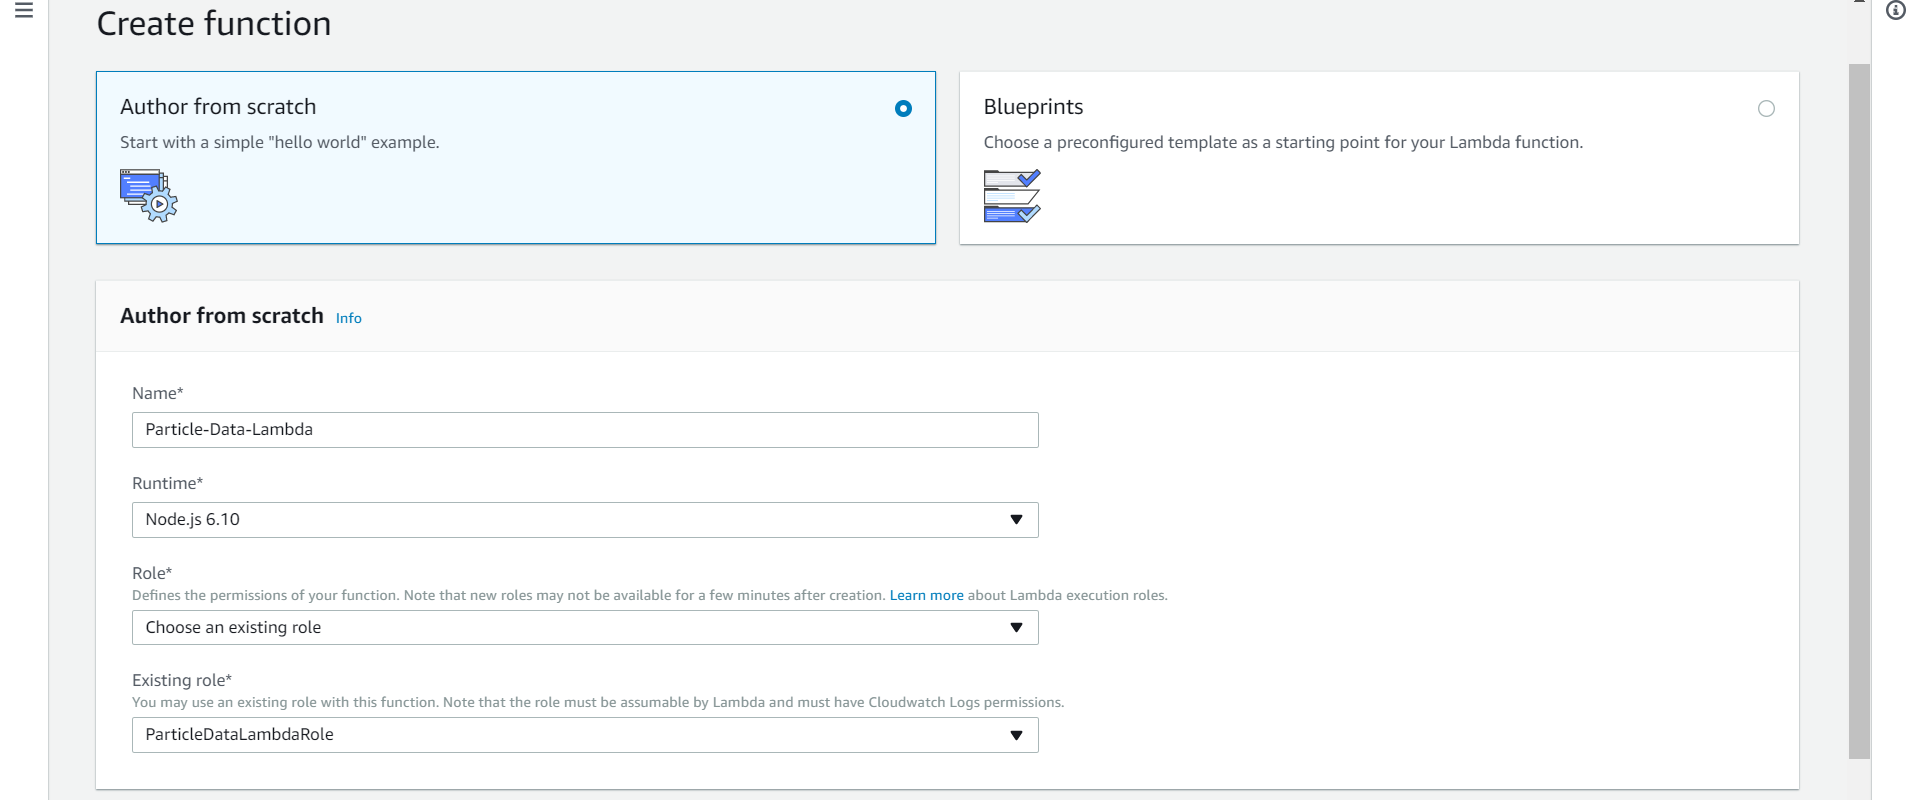 Create function
Author from scratch
Start with a simple "hello world" example.
Blueprints
Choose a preconfigured template as a starting point for your Lambda function.
Author from scratch Info
Name*
Particle-Data-Lambda
Runtime*
Node.js 6.10
Role*
Defines the permissions of your function. Note that new roles may not be available for a few minutes after creation. Learn more about Lambda execution roles.
Choose an existing role
Existing role*
You may use an existing role with this function. Note that the role must be assumable by Lambda and must have Cloudwatch Logs permissions.
ParticleDataLambdaRole